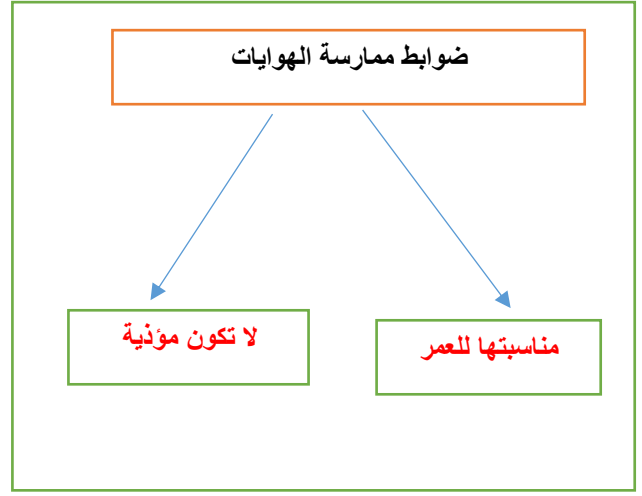 ضوابط ممارسة الهوايات
مناسبتها للعمر
لا تكون مؤذية